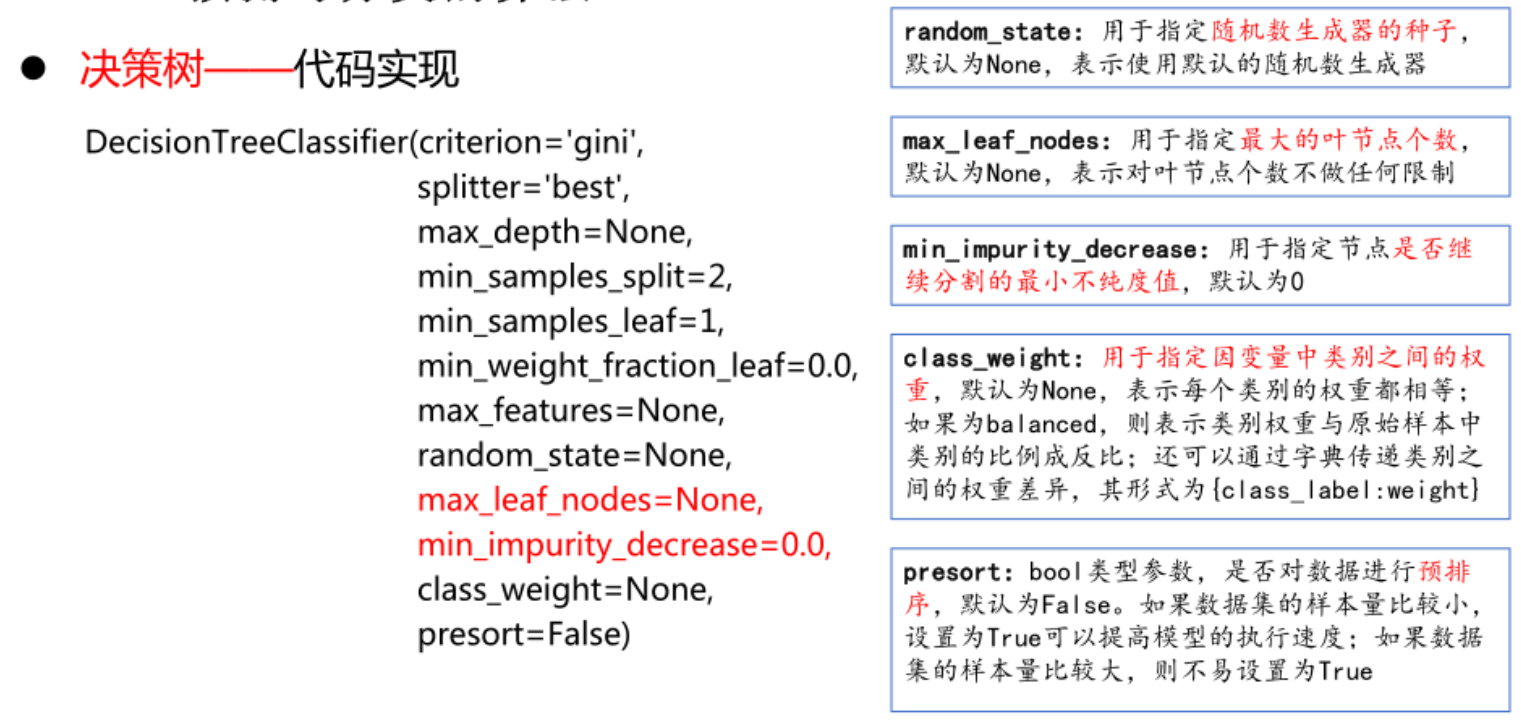 ● 决策树——代码实现
DecisionTreeClassifier(criterion='gini',
splitter='best',
max_depth=None,
min_samples_split=2,
min_samples_leaf=1,
min_weight_fraction_leaf=0.0,
max_features=None,
random_state=None,
max_leaf_nodes=None,
min_impurity_decrease=0.0,
class_weight=None,
presort=False)
random_state：用于指定随机数生成器的种子，
默认为None，表示使用默认的随机数生成器
max_leaf_nodes：用于指定最大的叶节点个数，
默认为None，表示对叶节点个数不做任何限制
min_impurity_decrease：用于指定节点是否继
续分割的最小不纯度值，默认为0
class_weight：用于指定因变量中类别之间的权
重，默认为None，表示每个类别的权重都相等；
如果为balanced，则表示类别权重与原始样本中
类别的比例成反比；还可以通过字典传递类别之
间的权重差异，其形式为{class_label:weight}
presort：bool类型参数，是否对数据进行预排
序，默认为False。如果数据集的样本量比较小，
设置为True可以提高模型的执行速度；如果数据
集的样本量比较大，则不易设置为True